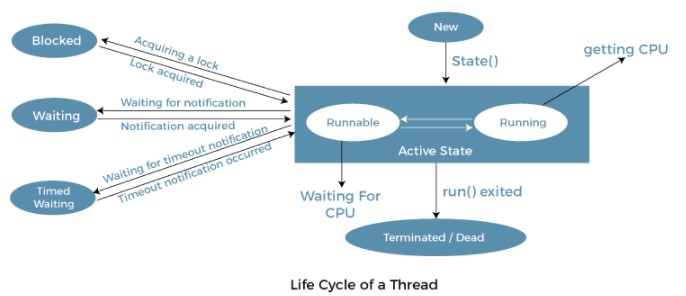 New
Blocked
Acquiring a lock
Lock acquired
State()
getting CPU
Waiting
Waiting for notification
Notification acquired
Runnable
Running
Active State
Waiting for timeout notification
Timeout notification occurred
Timed
Waiting
Waiting For
CPU
run() exited
Terminated / Dead
Life Cycle of a Thread